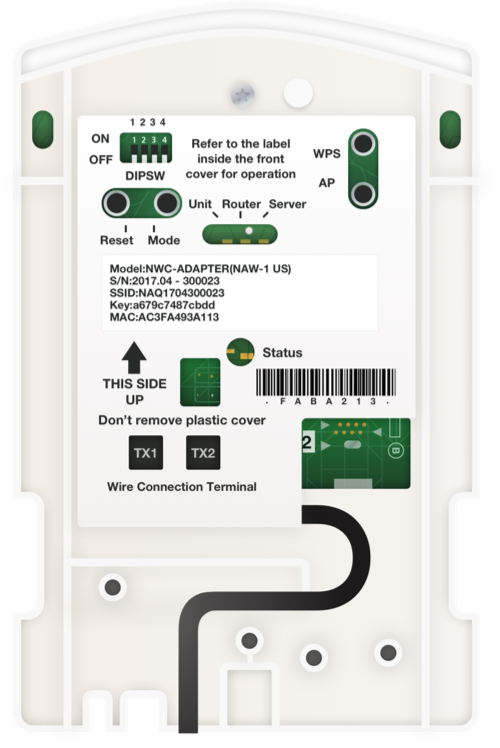 1 2 3 4
ON
OFF
1 2 3 4
DIPSW
Refer to the label
inside the front
cover for operation
WPS
AP
Unit Router Server
Reset Mode
Model:NWC-ADAPTER(NAW-1 US)
S/N:2017.04 - 300023
SSID:NAQ1704300023
Key:a679c7487cbdd
MAC:AC3FA493A113
Status
THIS SIDE
UP
. F A B A 2 1 3 .
Don't remove plastic cover
2
B
TX1 TX2
Wire Connection Terminal